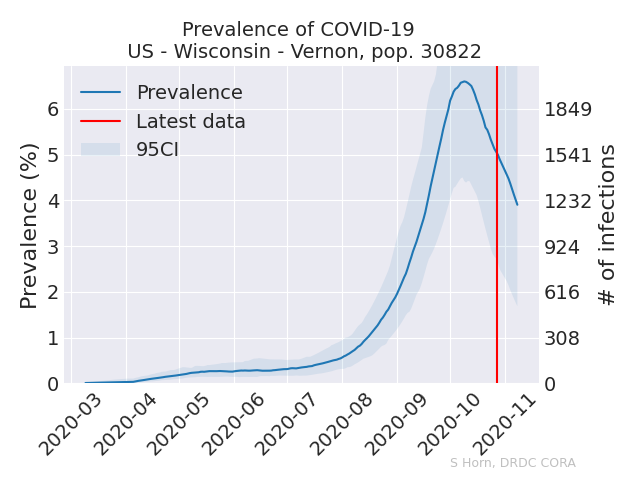 Prevalence of COVID-19
US - Wisconsin - Vernon, pop. 30822
Prevalence
Latest data
95CI
Prevalence (%)
6
5
4
3
2
1
0
1849
1541
1232
924
616
308
0
# of infections
2020-03
2020-04
2020-05
2020-06
2020-07
2020-08
2020-09
2020-10
2020-11
S Horn, DRDC CORA